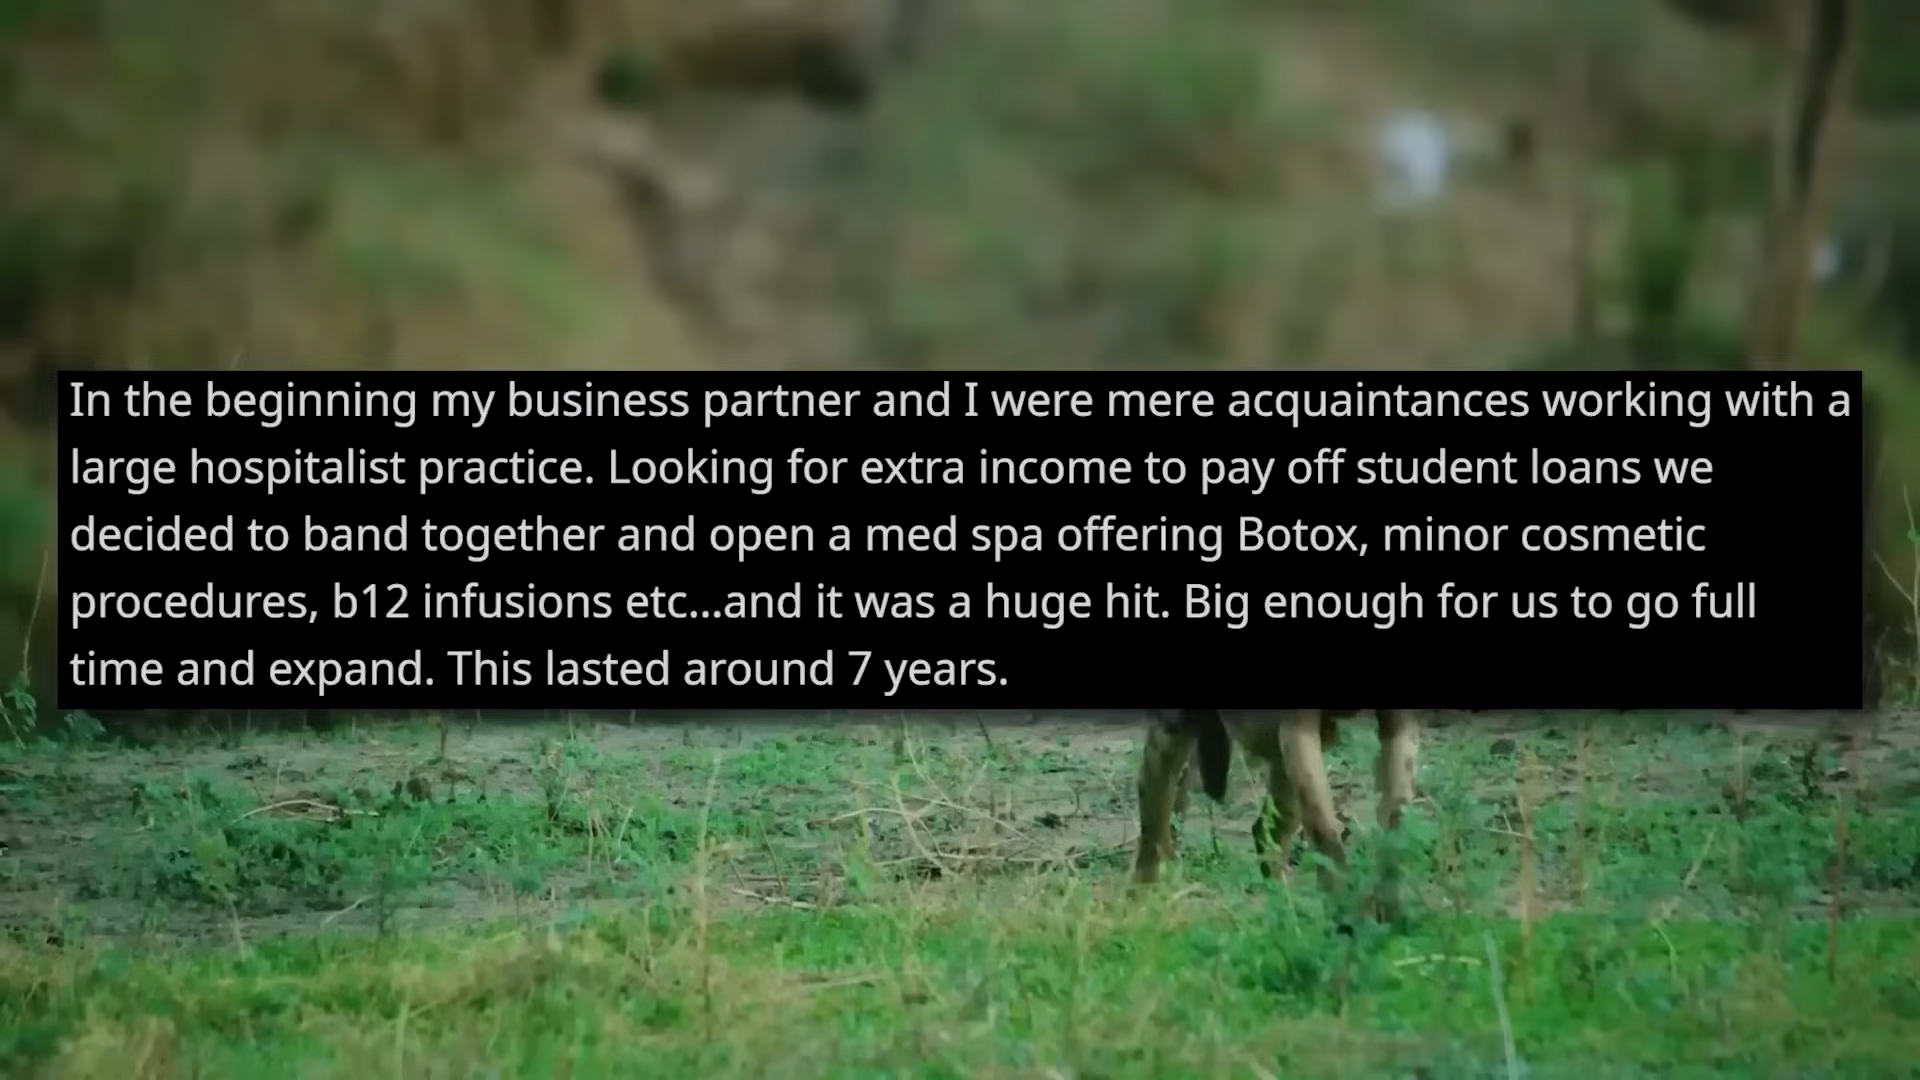 In the beginning my business partner and I were mere acquaintances working with a
large hospitalist practice. Looking for extra income to pay off student loans we
decided to band together and open a med spa offering Botox, minor cosmetic
procedures, b12 infusions etc...and it was a huge hit. Big enough for us to go full
time and expand. This lasted around 7 years.